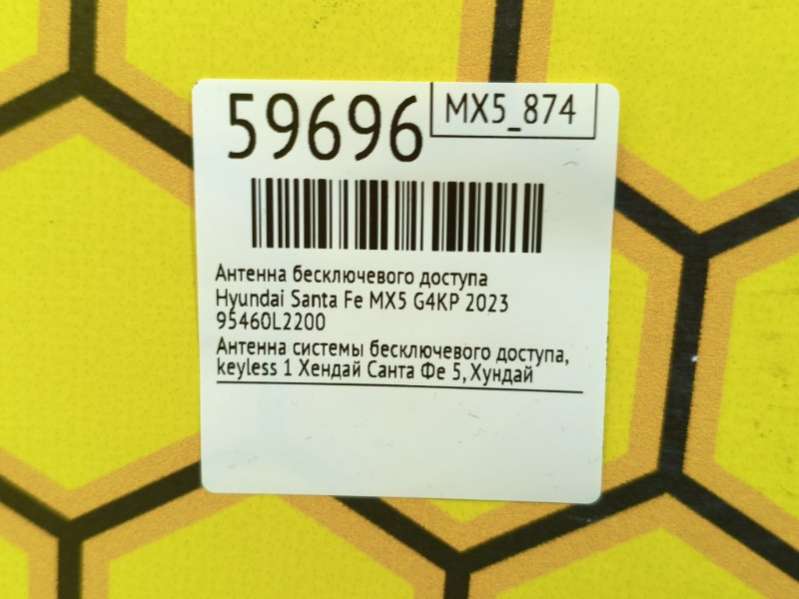 59696
MX5_874
Антенна бесключевого доступа
Hyundai Santa Fe MX5 G4KP 2023
95460L2200
Антенна системы бесключевого доступа,
keyless 1 Хендай Санта Фе 5, Хундай